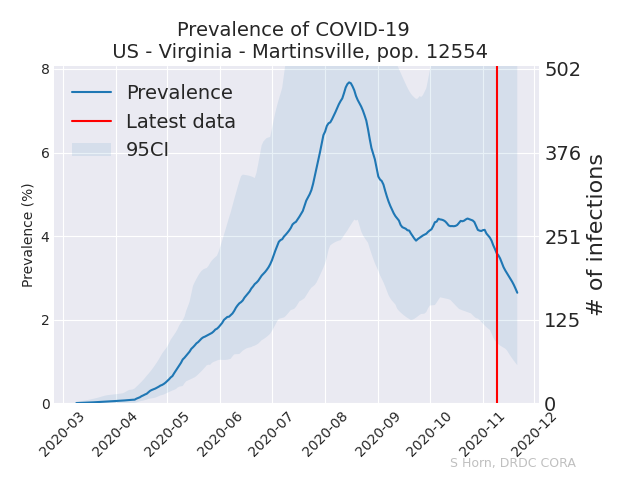 Prevalence of COVID-19
US - Virginia - Martinsville, pop. 12554
Prevalence
Latest data
95CI
Prevalence (%)
8
6
4
2
0
502
376
251
125
0
# of infections
2020-03
2020-04
2020-05
2020-06
2020-07
2020-08
2020-09
2020-10
2020-11
2020-12
S Horn, DRDC CORA